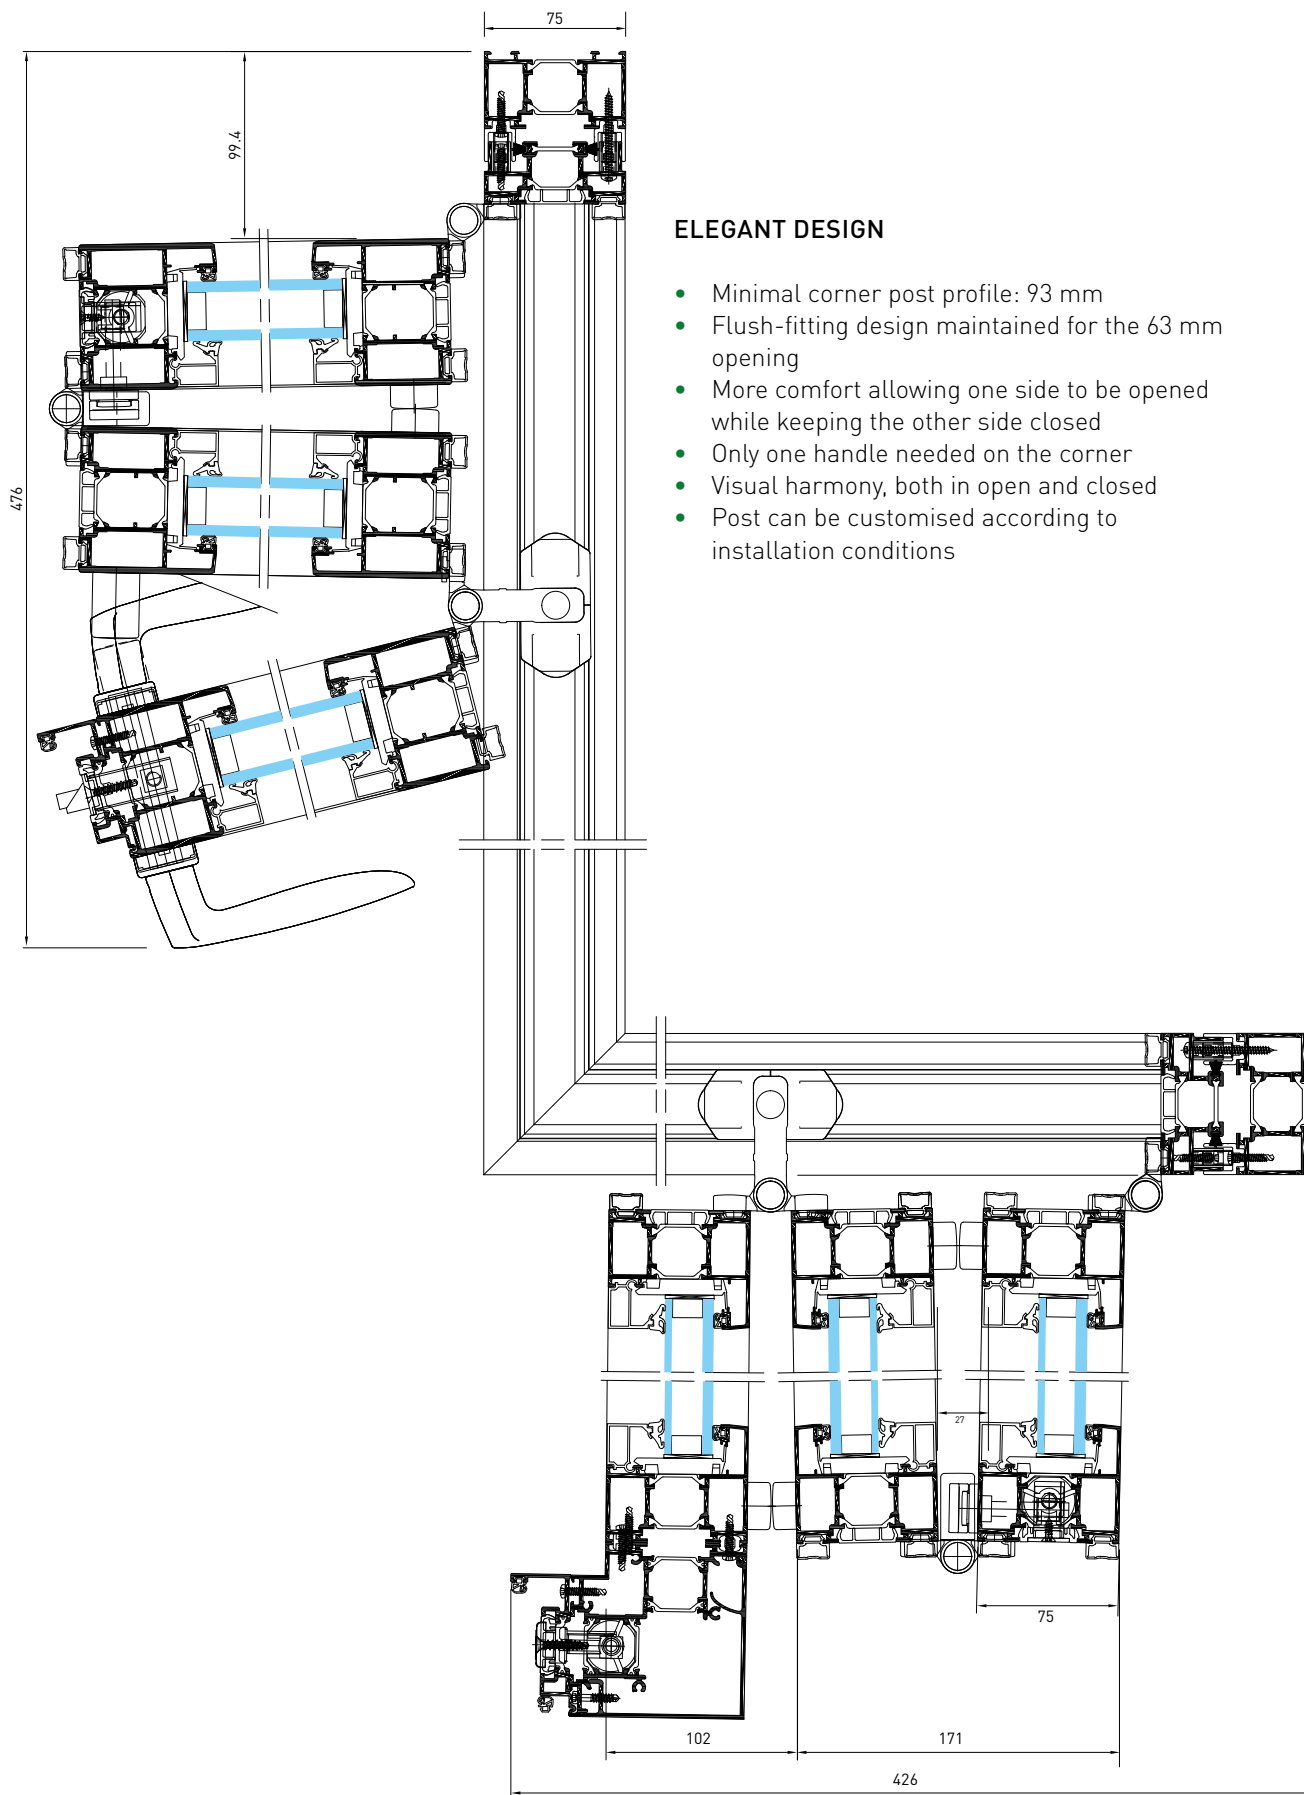 75
99.4
ELEGANT DESIGN
• Minimal corner post profile: 93 mm
• Flush-fitting design maintained for the 63 mm
opening
• More comfort allowing one side to be opened
while keeping the other side closed
• Only one handle needed on the corner
• Visual harmony, both in open and closed
• Post can be customised according to
installation conditions
476
27
75
102
171
426